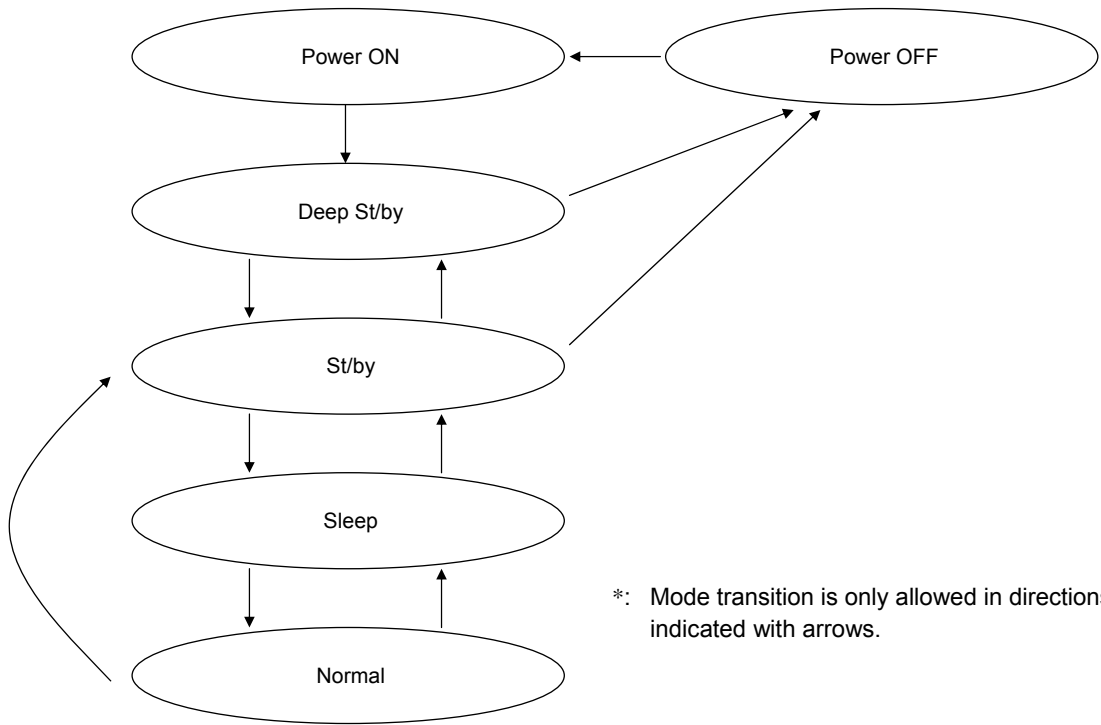 Power ON
Power OFF
Deep St/by
St/by
Sleep
*: Mode transition is only allowed in direction
indicated with arrows.
Normal